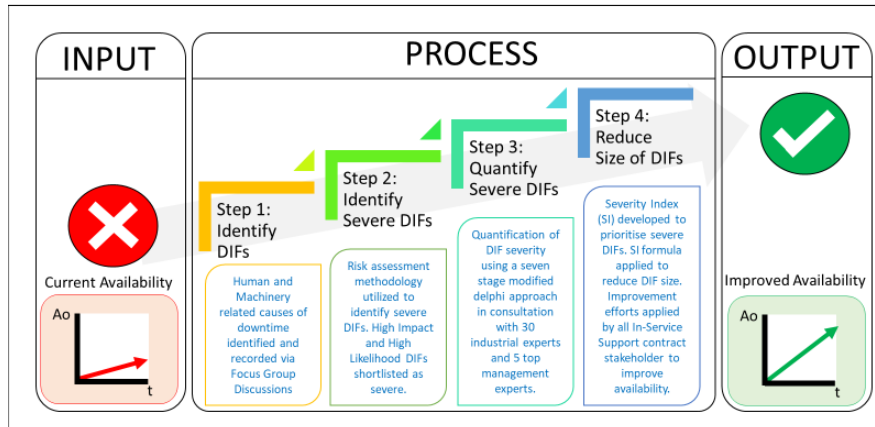 INPUT
PROCESS
OUTPUT
Current Availability
Ao
t
Step 1:
Identify
DIFs
Human and
Machinery
related causes of
downtime
identified and
recorded via
Focus Group
Discussions
Step 2:
Identify
Severe DIFs
Risk assessment
methodology
utilized to
identify severe
DIFs. High Impact
and High
Likelihood DIFs
shortlisted as
severe.
Step 3:
Quantify
Severe DIFs
Quantification of
DIF severity
using a seven
stage modified
delphi approach
in consultation
with 30
industrial experts
and 5 top
management
experts.
Step 4:
Reduce
Size of DIFs
Severity Index
(SI) developed to
prioritise severe
DIFs. SI formula
applied to
reduce DIF size.
Improvement
efforts applied
by all In-Service
Support contract
stakeholder to
improve
availability.
Improved Availability
Ao
t